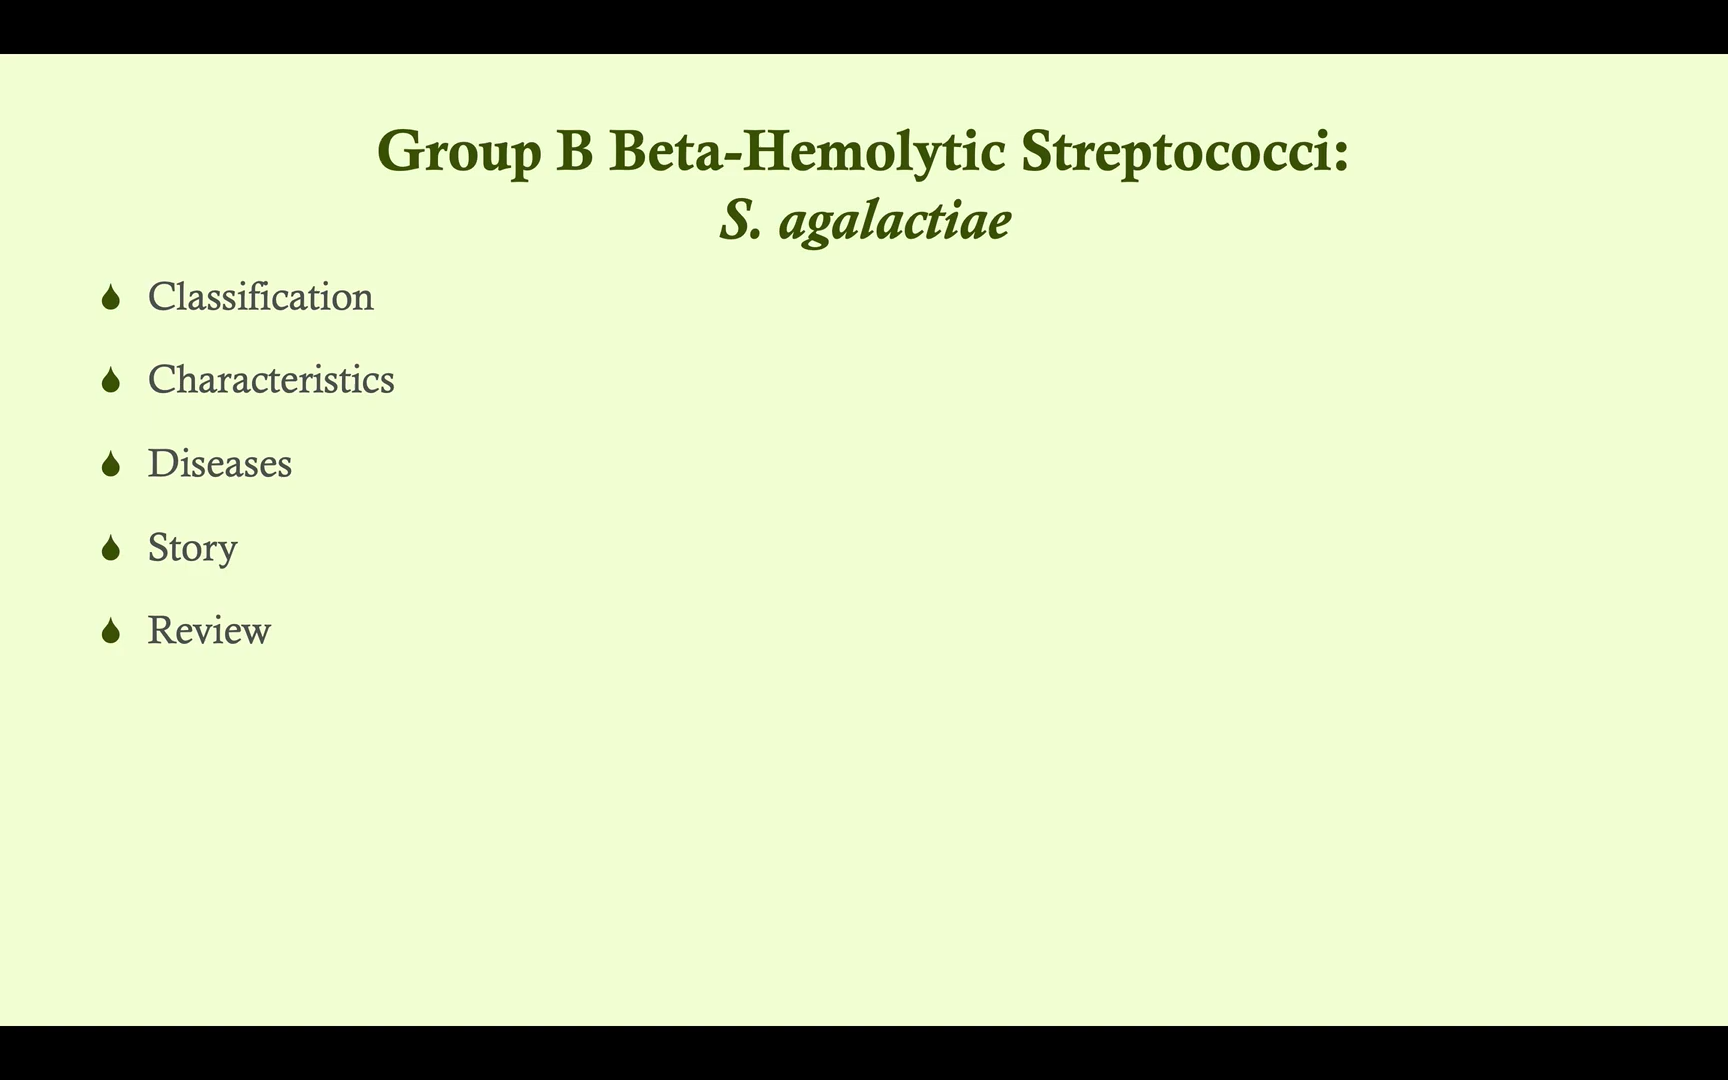 Group B Beta-Hemolytic Streptococci:
S. agalactiae
Classification
Characteristics
Diseases
Story
Review